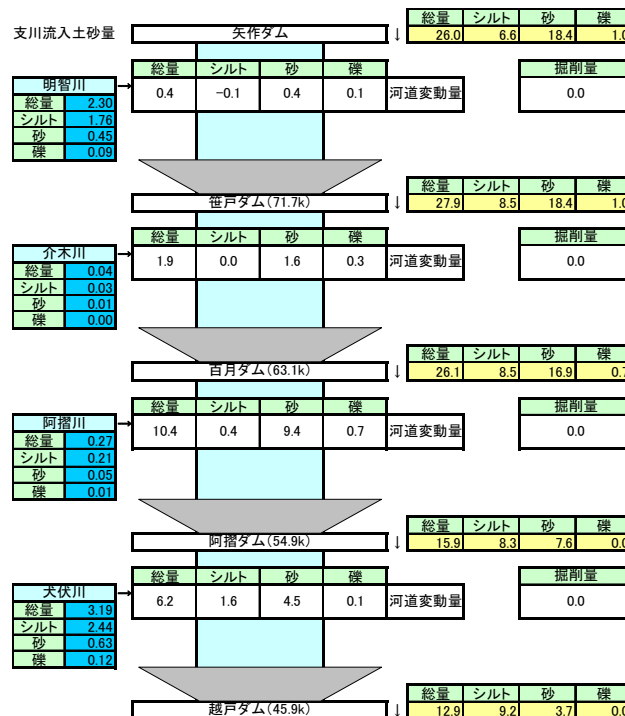 支川流入土砂量
矢作ダム
↓
総量 シルト 砂 礫
26.0 6.6 18.4 1.0
明智川
総量 2.30
シルト 1.76
砂 0.45
礫 0.09
→
総量 シルト 砂 礫
0.4 -0.1 0.4 0.1 河道変動量
掘削量
0.0
笹戸ダム(71.7k)
↓
総量 シルト 砂 礫
27.9 8.5 18.4 1.0
介木川
総量 0.04
シルト 0.03
砂 0.01
礫 0.00
→
総量 シルト 砂 礫
1.9 0.0 1.6 0.3 河道変動量
掘削量
0.0
百月ダム(63.1k)
↓
総量 シルト 砂 礫
26.1 8.5 16.9 0.7
阿摺川
総量 0.27
シルト 0.21
砂 0.05
礫 0.01
→
総量 シルト 砂 礫
10.4 0.4 9.4 0.7 河道変動量
掘削量
0.0
阿摺ダム(54.9k)
↓
総量 シルト 砂 礫
15.9 8.3 7.6 0.0
犬伏川
総量 3.19
シルト 2.44
砂 0.63
礫 0.12
→
総量 シルト 砂 礫
6.2 1.6 4.5 0.1 河道変動量
掘削量
0.0
越戸ダム(45.9k)
↓
総量 シルト 砂 礫
12.9 9.2 3.7 0.0